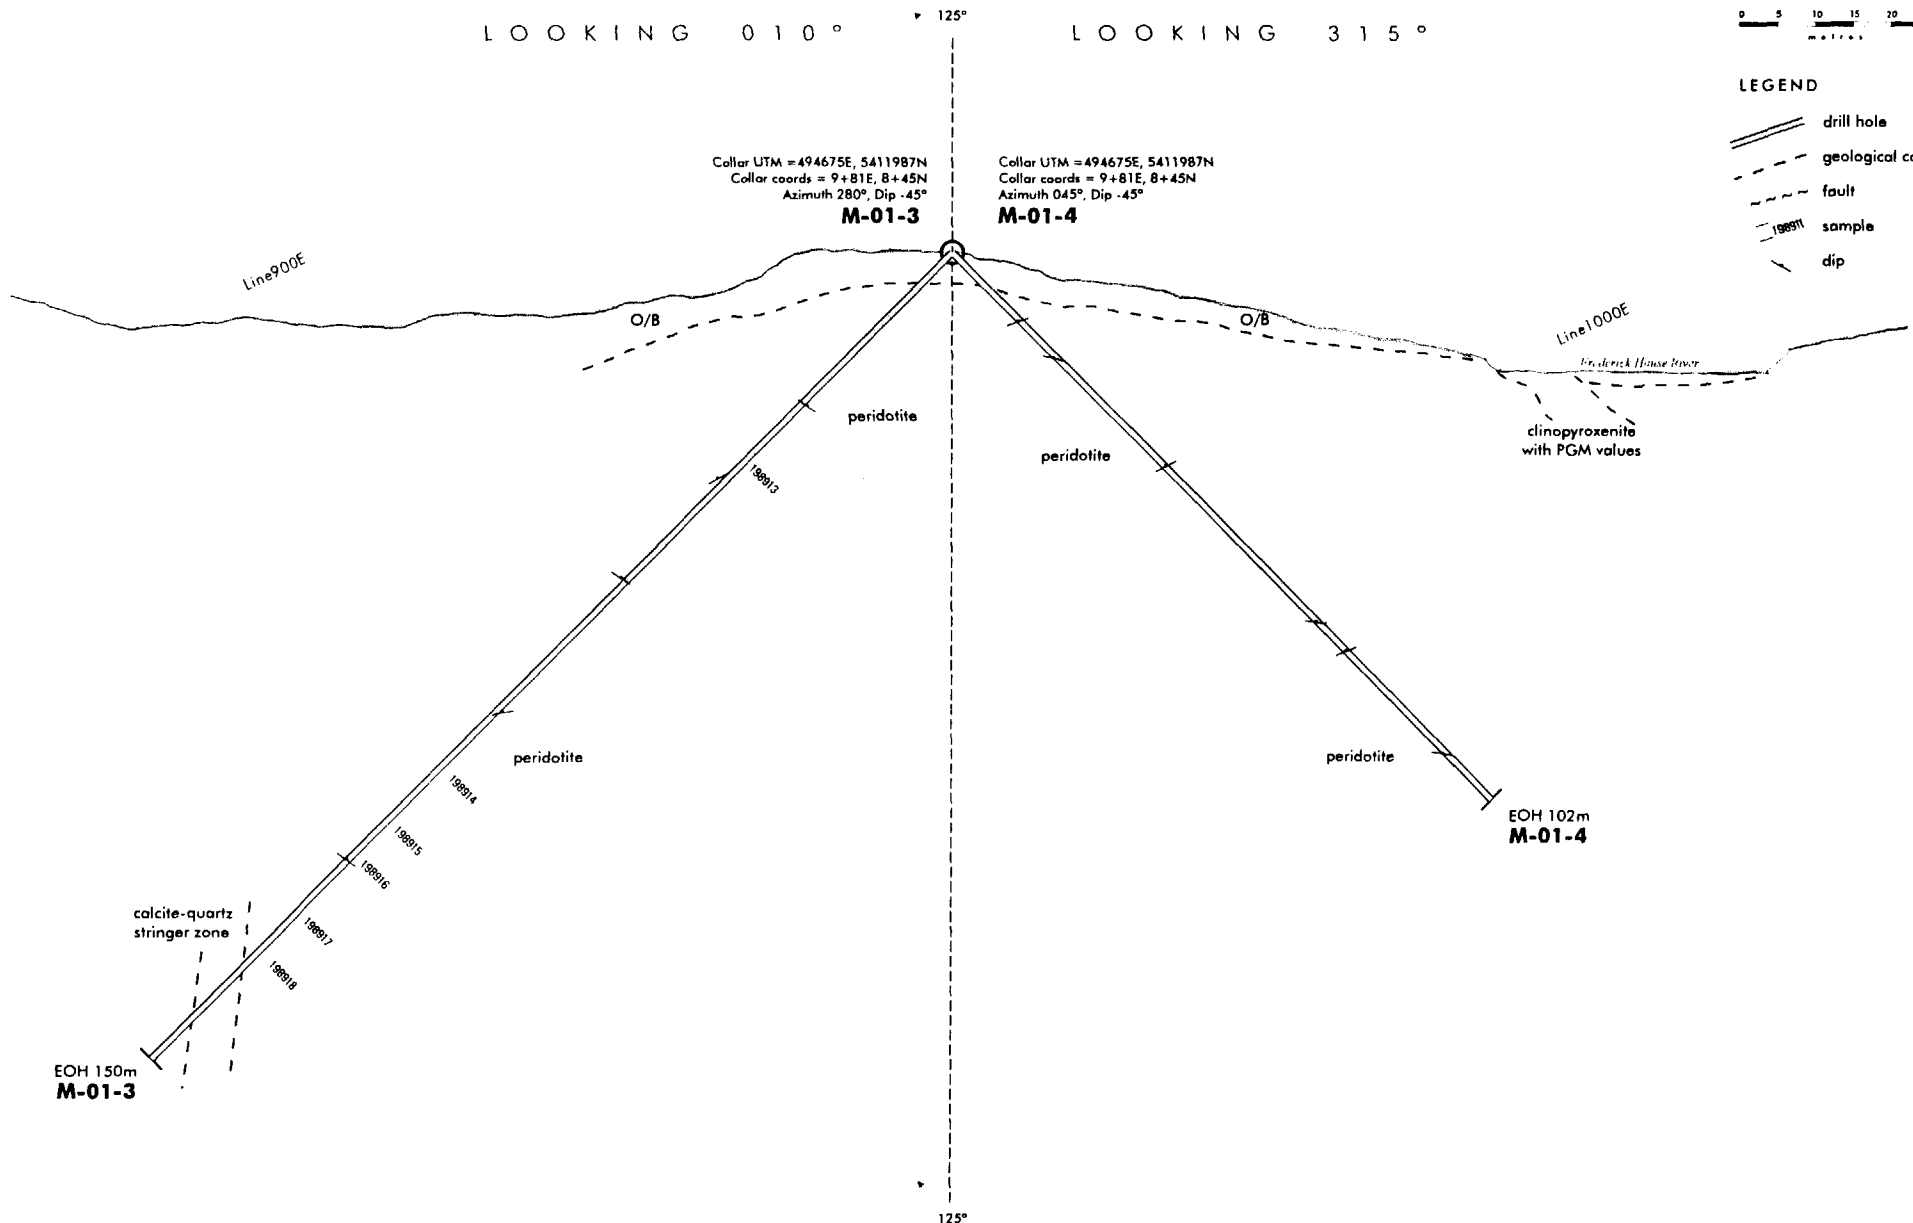 LOOKING 010°
125°
LOOKING 315°
0 5 10 15 20
metres
LEGEND
drill hole
geological co
fault
198911 sample
dip
Collar UTM =494675E, 5411987N
Collar coords = 9+81E, 8+45N
Azimuth 280°, Dip -45°
M-01-3
Collar UTM =494675E, 5411987N
Collar coords = 9+81E, 8+45N
Azimuth 045°, Dip -45°
M-01-4
Line900E
O/B
O/B
Line1000E
Frederick House River
clinopyroxenite
with PGM values
peridotite
peridotite
198913
peridotite
peridotite
198914
198915
198916
198917
198918
calcite-quartz
stringer zone
EOH 102m
M-01-4
EOH 150m
M-01-3
125°